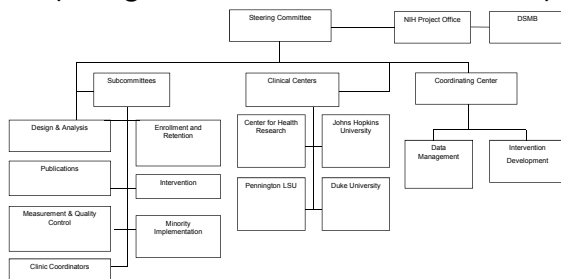 Steering Committee
NIH Project Office
DSMB
Subcommittees
Clinical Centers
Coordinating Center
Design & Analysis
Enrollment and
Retention
Publications
Intervention
Measurement & Quality
Control
Minority
Implementation
Clinic Coordinators
Center for Health
Research
Johns Hopkins
University
Pennington LSU
Duke University
Data
Management
Intervention
Development